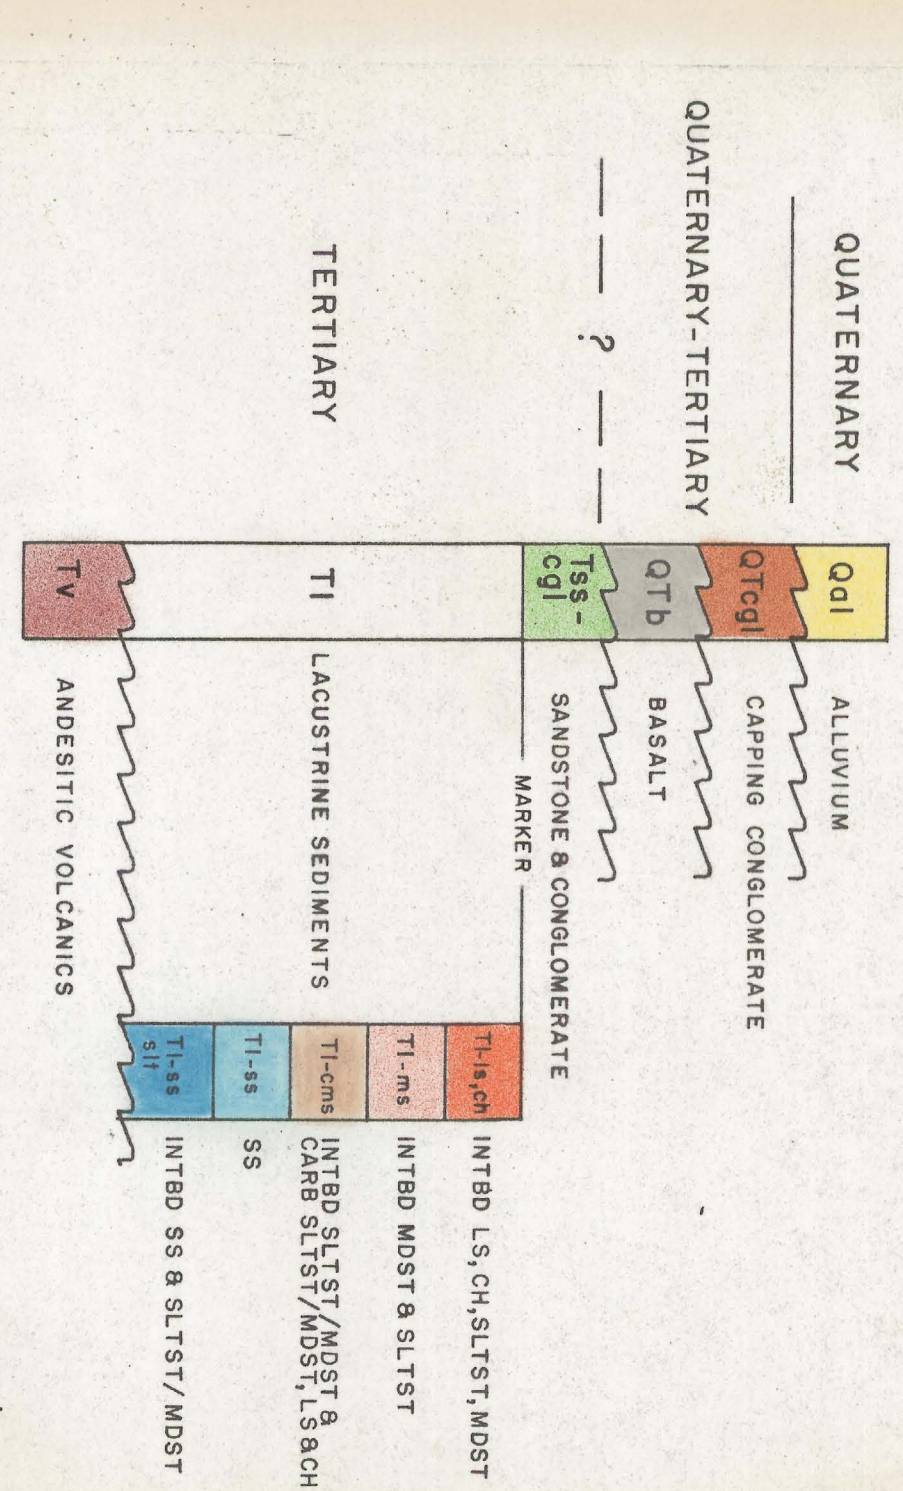 QUATERNARY
Qal
ALLUVIUM
QUATERNARY-TERTIARY
QTcgl
CAPPING CONGLOMERATE
QTb
BASALT
?
Tss-
cgl
SANDSTONE & CONGLOMERATE
MARKER
TERTIARY
Tl
LACUSTRINE SEDIMENTS
Tl-ls,ch
INTBD LS,CH,SLTST,MDST
Tl-ms
INTBD MDST & SLTST
Tl-cms
INTBD SLTST/MDST &
CARB SLTST/MDST, LS & CH
Tl-ss
SS
Tl-ss
slt
INTBD SS & SLTST/MDST
Tv
ANDESITIC VOLCANICS